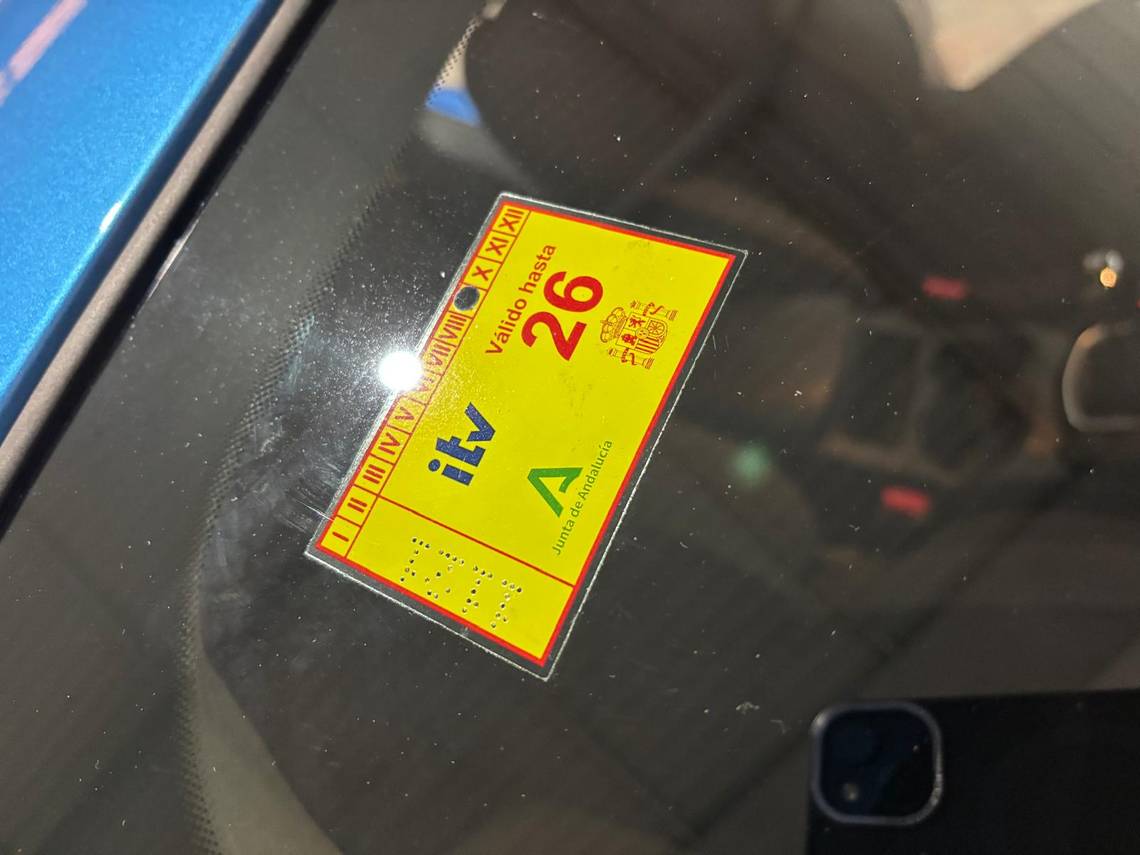 I II III IV V VI VII VIII X XI XII
itv
Válido hasta
26
Junta de Andalucía